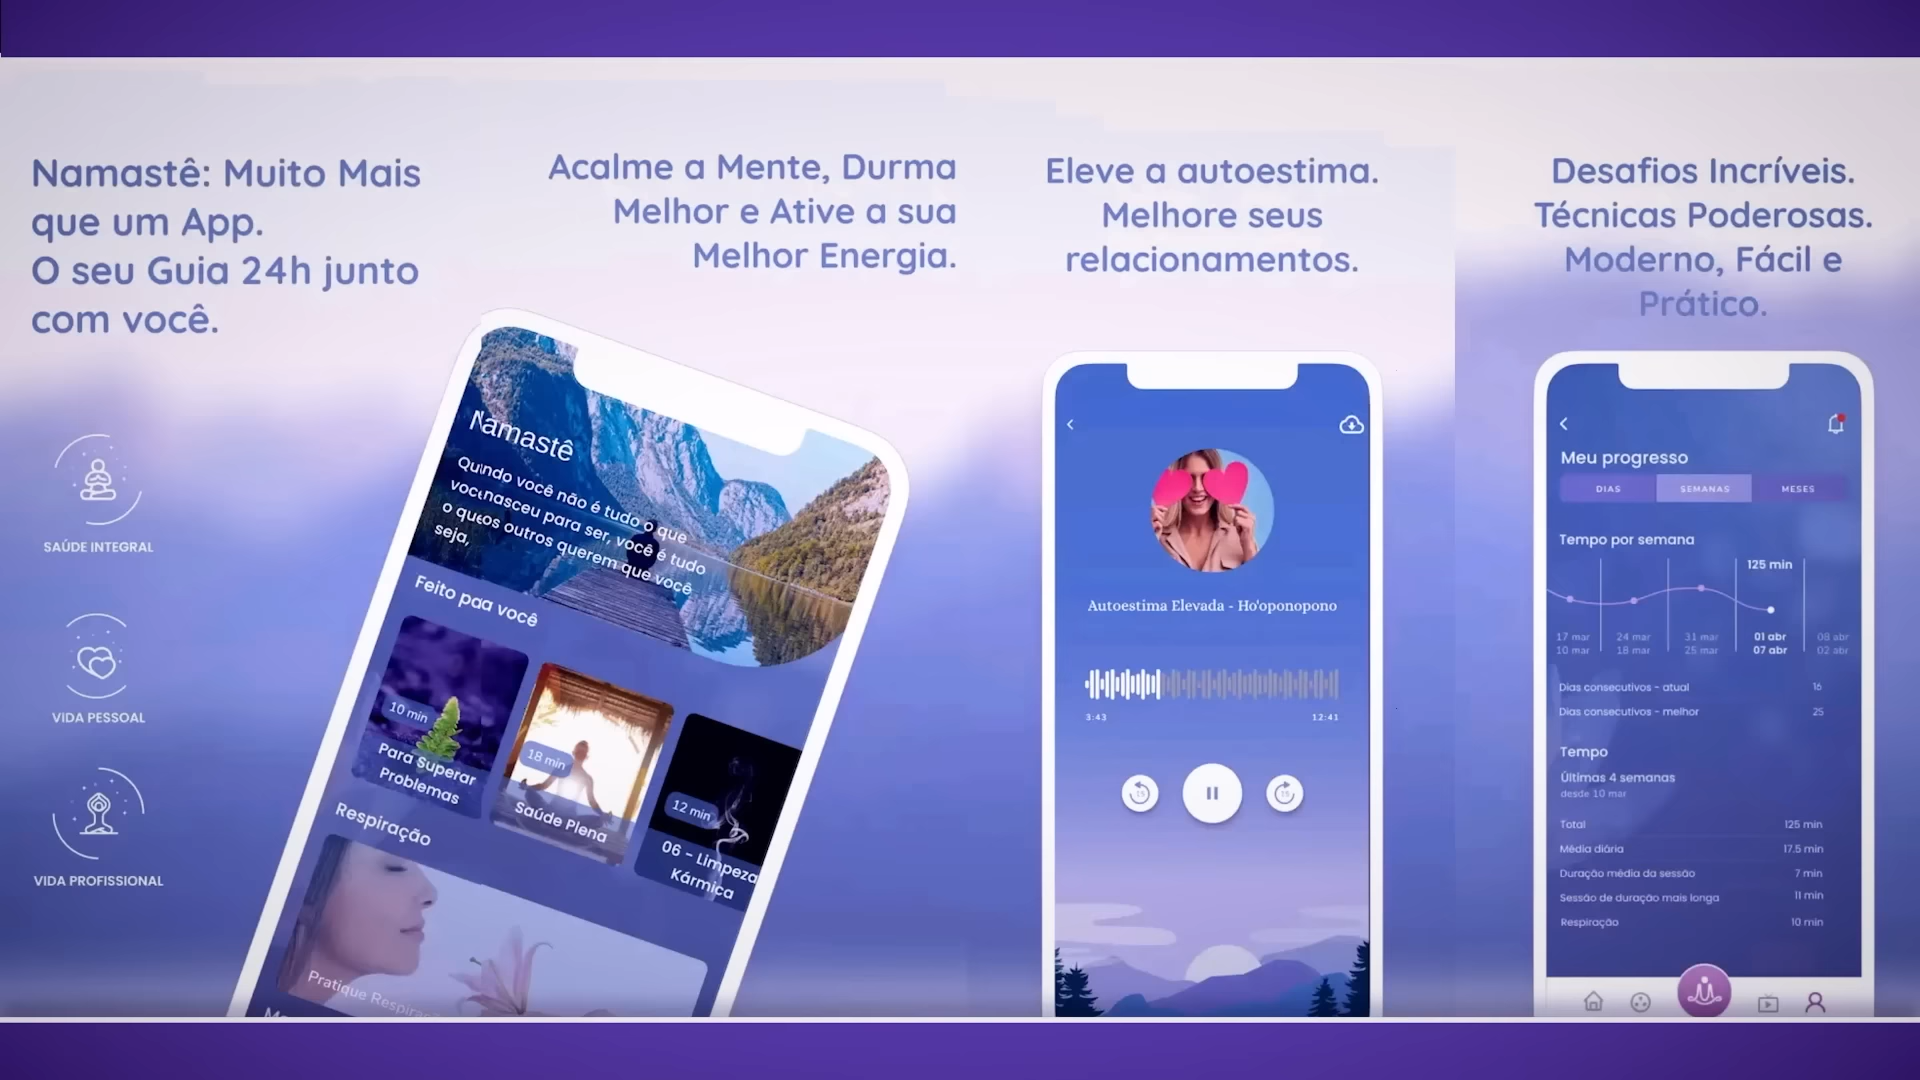 Namastê: Muito Mais
que um App.
O seu Guia 24h junto
com você.
SAÚDE INTEGRAL
VIDA PESSOAL
VIDA PROFISSIONAL
Acalme a Mente, Durma
Melhor e Ative a sua
Melhor Energia.
Namastê
Quindo você não é tudo o que
você nasceu para ser, você é tudo
o que os outros querem que você
seja,
Feito paa você
10 min
Para Superar
Problemas
18 min
Saúde Plena
12 min
06 - Limpeza
Kármica
Respiração
Pratique
Eleve a autoestima.
Melhore seus
relacionamentos.
Autoestima Elevada - Ho'oponopono
3:43
12:41
15
15
Desafios Incríveis.
Técnicas Poderosas.
Moderno, Fácil e
Prático.
Meu progresso
DIAS SEMANAS MESES
Tempo por semana
125 min
17 mar 24 mar 31 mar 01 abr 08 abr
10 mar 18 mar 25 mar 07 abr 02 abr
Dias consecutivos - atual 16
Dias consecutivos - melhor 25
Tempo
Últimas 4 semanas
desde 10 mar
Total 125 min
Média diária 17.5 min
Duração média da sessão 7 min
Sessão de duração mais longa 11 min
Respiração 10 min